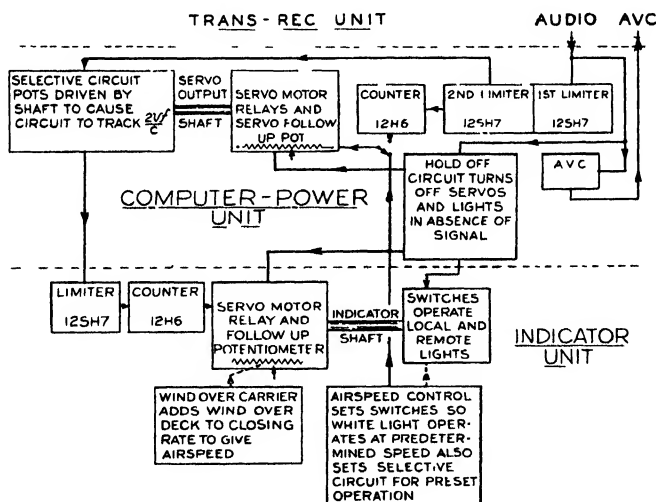 TRANS-REC UNIT
AUDIO AVC
SELECTIVE CIRCUIT
POTS DRIVEN BY
SHAFT TO CAUSE
CIRCUIT TO TRACK 2Vf/C
SERVO
OUTPUT
SHAFT
SERVO MOTOR
RELAYS AND
SERVO FOLLOW
UP POT
COUNTER
12H6
2ND LIMITER
12SH7
1ST LIMITER
12SH7
AVC
HOLD OFF
CIRCUIT TURNS
OFF SERVOS
AND LIGHTS
IN ABSENCE OF
SIGNAL
COMPUTER-POWER
UNIT
LIMITER
12SH7
COUNTER
12H6
SERVO MOTOR
RELAY AND
FOLLOW UP
POTENTIOMETER
INDICATOR
SHAFT
SWITCHES
OPERATE
LOCAL AND
REMOTE
LIGHTS
INDICATOR
UNIT
WIND OVER CARRIER
ADDS WIND OVER
DECK TO CLOSING
RATE TO GIVE
AIRSPEED
AIRSPEED CONTROL
SETS SWITCHES SO
WHITE LIGHT OPER-
ATES AT PREDETER-
MINED SPEED ALSO
SETS SELECTIVE
CIRCUIT FOR PRESET
OPERATION